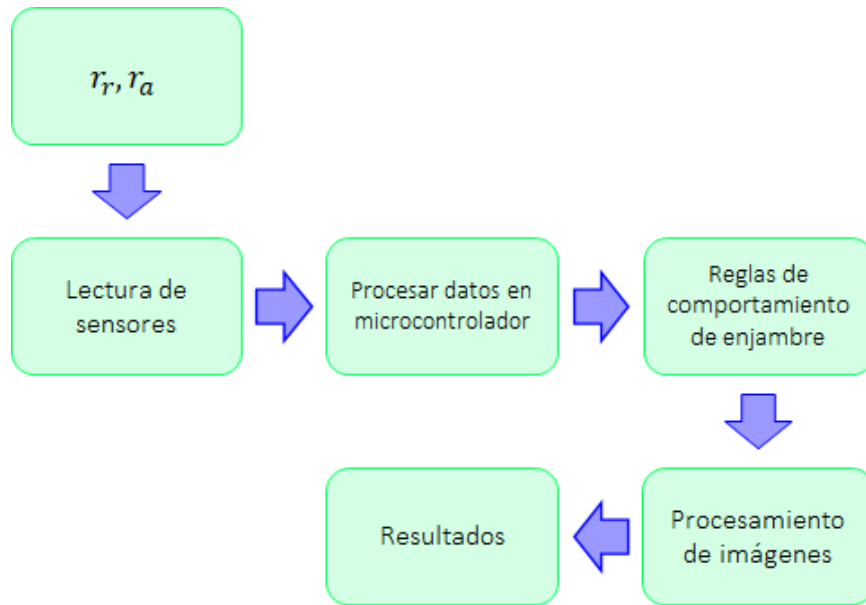 r_r, r_a
Lectura de
sensores
Procesar datos en
microcontrolador
Reglas de
comportamiento
de enjambre
Procesamiento
de imágenes
Resultados